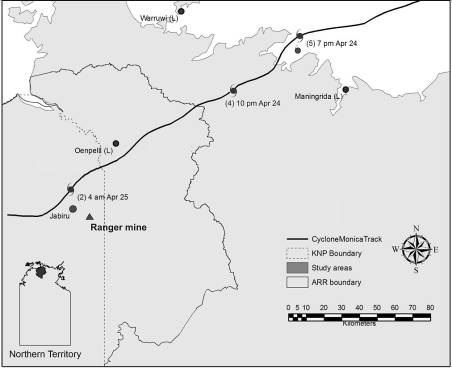 Warruwi (L)
(5) 7 pm Apr 24
Maningrida (L)
(4) 10 pm Apr 24
Oenpelli (L)
(2) 4 am Apr 25
Jabiru
Ranger mine
CycloneMonicaTrack
KNP Boundary
Study areas
ARR boundary
N
W
E
S
0 5 10 20 30 40 50 60 70 80
Kilometers
Northern Territory